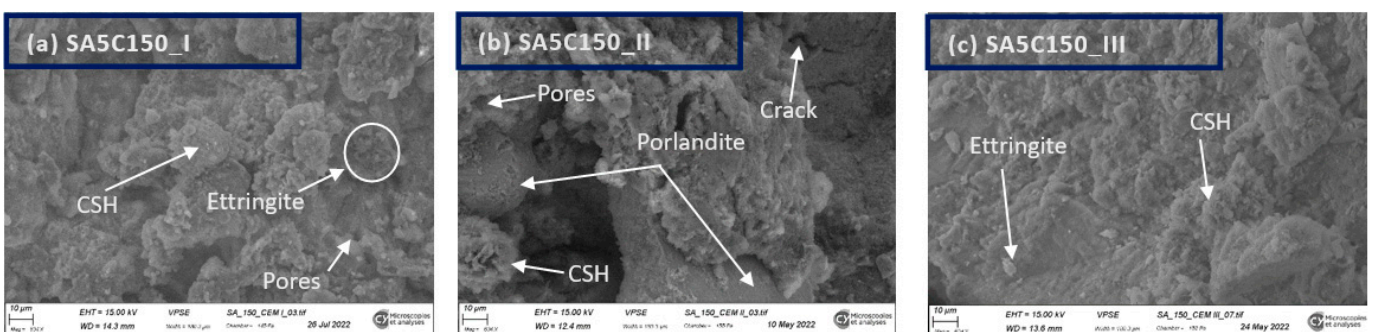 (a) SA5C150_I
CSH
Ettringite
Pores
10 µm
EHT = 15.00 kV
VPSE
SA_150_CEM I_03.tif
WD = 14.3 mm
26 Jul 2022
CY Microscopies et analyses
(b) SA5C150_II
Pores
Crack
Porlandite
CSH
10 µm
EHT = 15.00 kV
VPSE
SA_150_CEM II_03.tif
WD = 12.4 mm
10 May 2022
CY Microscopies et analyses
(c) SA5C150_III
CSH
Ettringite
10 µm
EHT = 15.00 kV
VPSE
SA_150_CEM III_07.tif
WD = 13.6 mm
24 May 2022
CY Microscopies et analyses